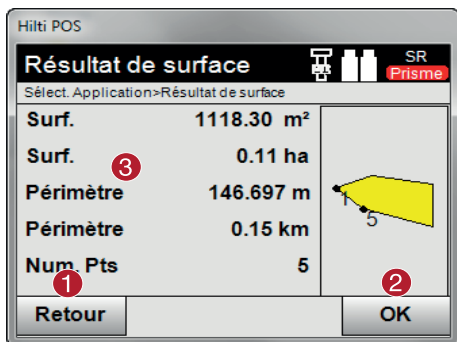 Hilti POS
Résultat de surface
SR
Prisme
Sélect. Application>Résultat de surface
Surf. 1118.30 m²
Surf. 0.11 ha
3
Périmètre 146.697 m
Périmètre 0.15 km
Num. Pts 5
1
5
1
2
Retour
OK